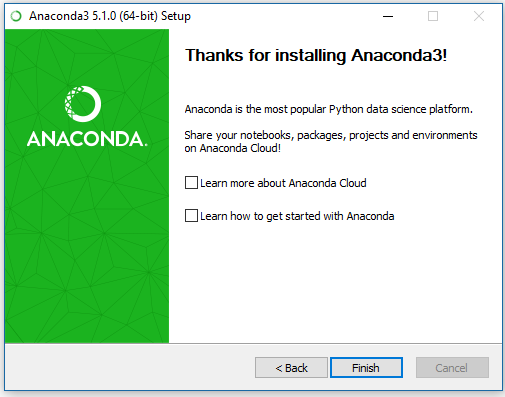 Anaconda3 5.1.0 (64-bit) Setup
Thanks for installing Anaconda3!
ANACONDA.
Anaconda is the most popular Python data science platform.
Share your notebooks, packages, projects and environments
on Anaconda Cloud!
Learn more about Anaconda Cloud
Learn how to get started with Anaconda
< Back
Finish
Cancel